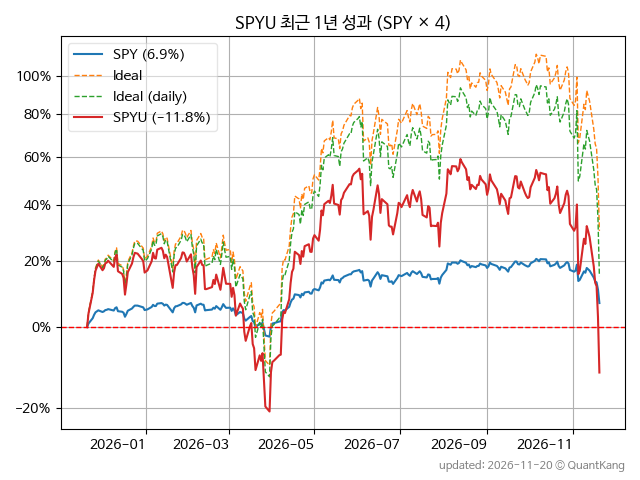 SPYU 최근 1년 성과 (SPY × 4)
SPY (6.9%)
Ideal
Ideal (daily)
SPYU (−11.8%)
100%
80%
60%
40%
20%
0%
−20%
2026-01 2026-03 2026-05 2026-07 2026-09 2026-11
updated: 2026-11-20 © QuantKang